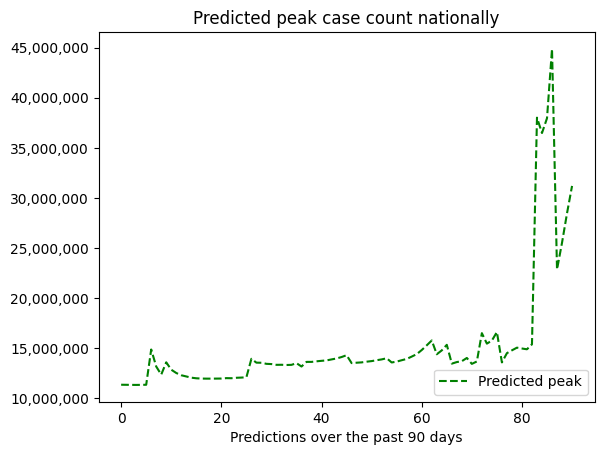 Predicted peak case count nationally
45,000,000
40,000,000
35,000,000
30,000,000
25,000,000
20,000,000
15,000,000
10,000,000
Predicted peak
0 20 40 60 80
Predictions over the past 90 days